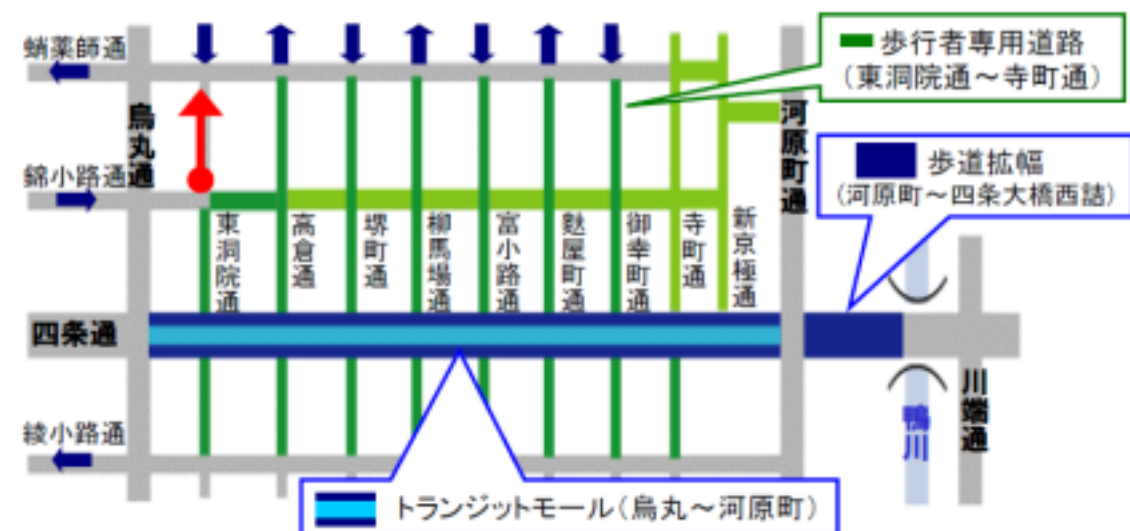 蛸薬師通
烏丸通
錦小路通
東洞院通
高倉通
堺町通
柳馬場通
富小路通
麩屋町通
御幸町通
寺町通
新京極通
河原町通
歩行者専用道路
(東洞院通~寺町通)
歩道拡幅
(河原町~四条大橋西詰)
四条通
綾小路通
鴨川
川端通
トランジットモール(烏丸~河原町)